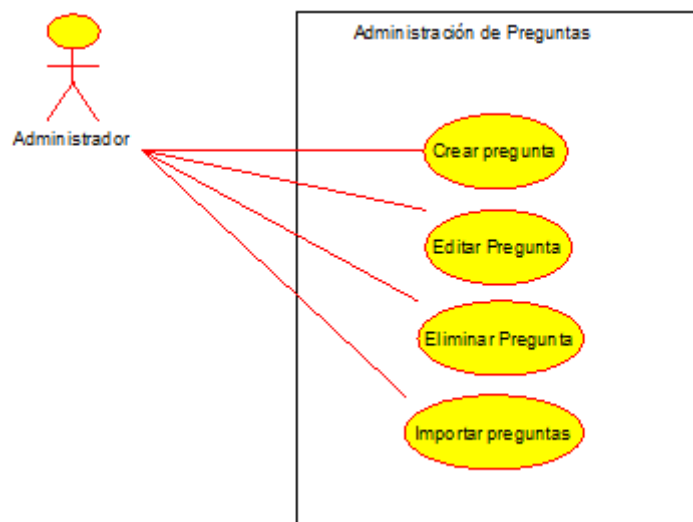 Administración de Preguntas
Administrador
Crear pregunta
Editar Pregunta
Eliminar Pregunta
Importar preguntas